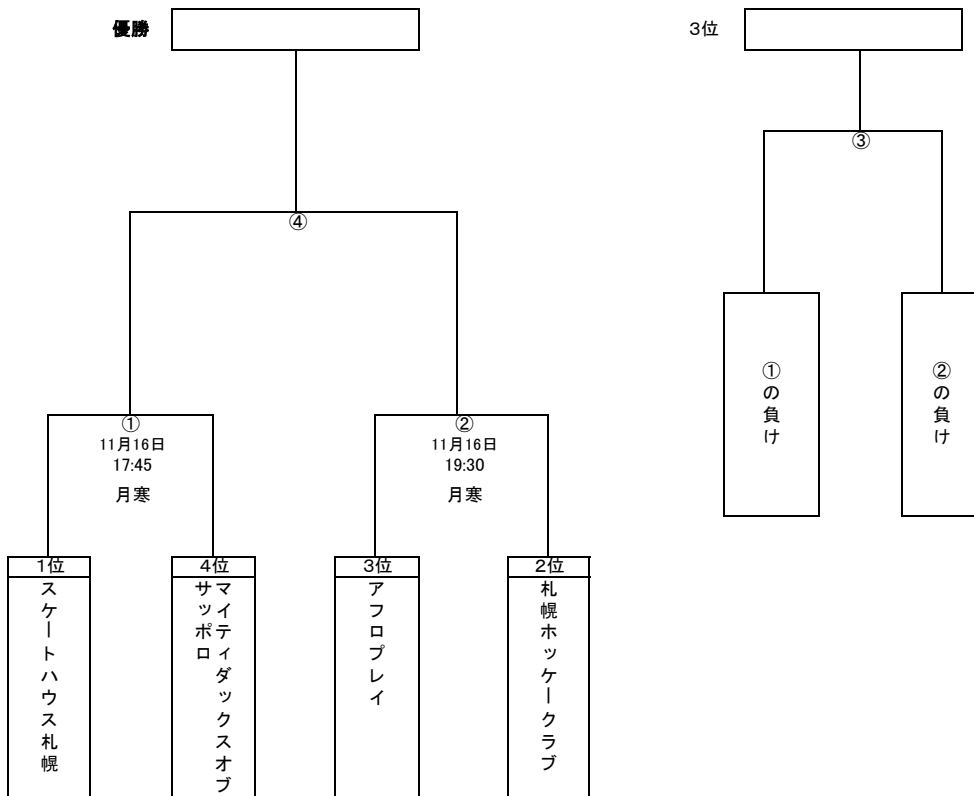 優勝
3位
③
④
①の負け
②の負け
①
11月16日
17:45
月寒
②
11月16日
19:30
月寒
1位
スケートハウス札幌
4位
マイティダックスオブ
サッポロ
3位
アフロプレイ
2位
札幌ホッケークラブ